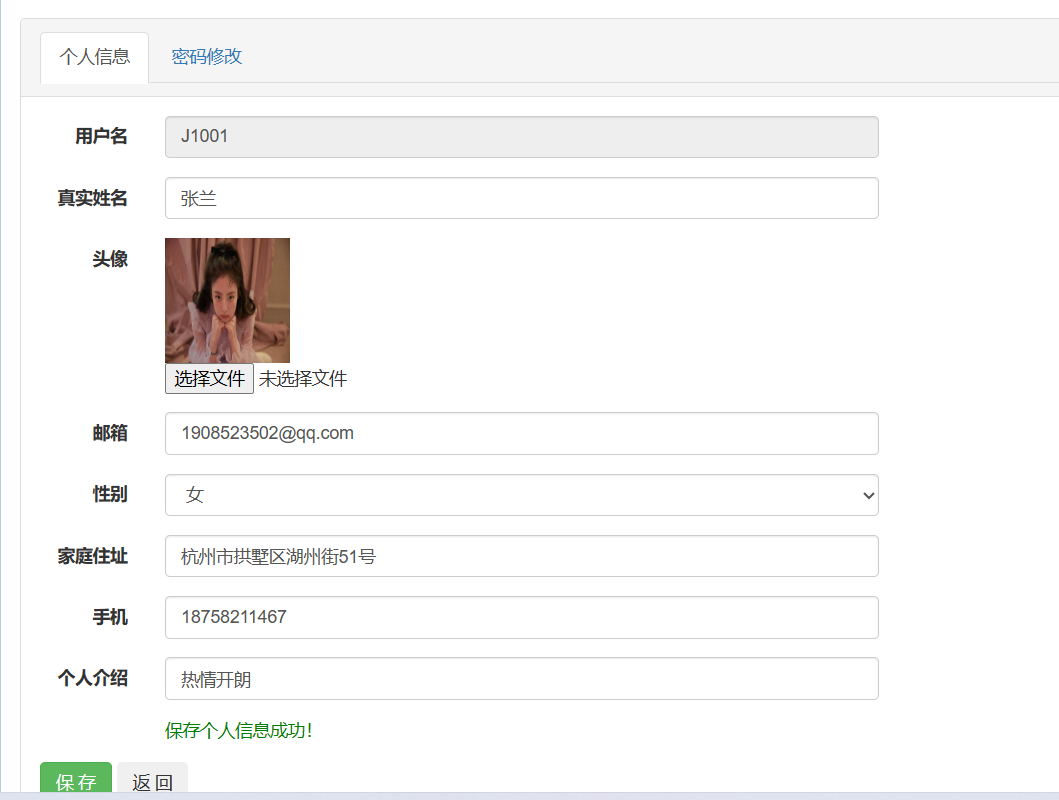 个人信息 密码修改
用户名 J1001
真实姓名 张兰
头像
选择文件 未选择文件
邮箱 1908523502@qq.com
性别 女
家庭住址 杭州市拱墅区湖州街51号
手机 18758211467
个人介绍 热情开朗
保存个人信息成功!
保存 返回